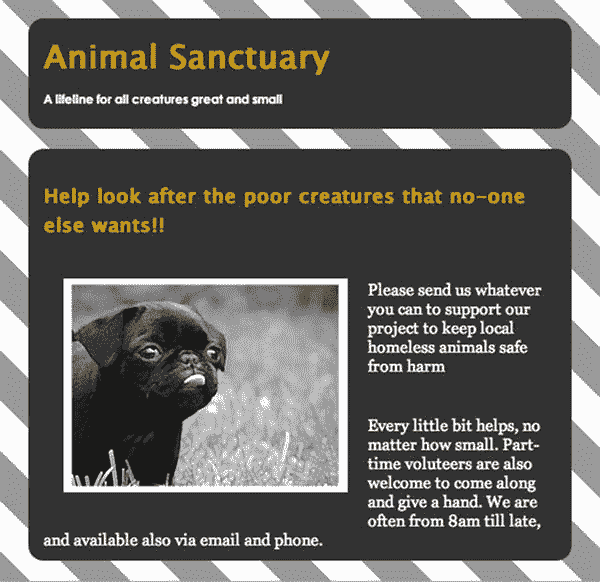 Animal Sanctuary
A lifeline for all creatures great and small
Help look after the poor creatures that no-one
else wants!!
Please send us whatever
you can to support our
project to keep local
homeless animals safe
from harm
Every little bit helps, no
matter how small. Part-
time voluteers are also
welcome to come along
and give a hand. We are
often from 8am till late,
and available also via email and phone.